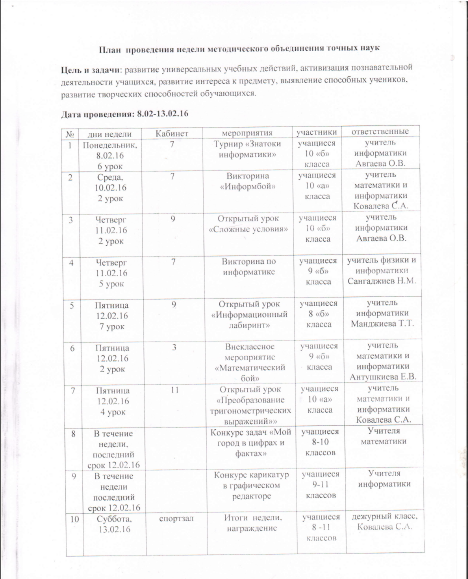 План проведения недели методического объединения точных наук
Цель и задачи: развитие универсальных учебных действий, активизация познавательной
деятельности учащихся, развитие интереса к предмету, выявление способных учеников,
развитие творческих способностей обучающихся.
Дата проведения: 8.02-13.02.16
№ дни недели Кабинет мероприятия участники ответственные
1 Понедельник, 7 Турнир «Знатоки учащиеся учитель
8.02.16 информатики» 10 «б» информатики
6 урок класса Авгаева О.В.
2 Среда, 7 Викторина учащиеся учитель
10.02.16 «Информбой» 10 «а» математики и
2 урок класса информатики
Ковалева С.А.
3 Четверг 9 Открытый урок учащиеся учитель
11.02.16 «Сложные условия» 10 «б» информатики
2 урок класса Авгаева О.В.
4 Четверг 7 Викторина по учащиеся учитель физики и
11.02.16 информатике 9 «б» информатики
5 урок класса Сангаджиев Н.М.
5 Пятница 9 Открытый урок учащиеся учитель
12.02.16 «Информационный 8 «б» информатики
7 урок лабиринт» класса Манджиева Т.Т.
6 Пятница 3 Внеклассное учащиеся учитель
12.02.16 мероприятие 9 «б» математики и
2 урок «Математический класса информатики
бой» Антушкиева Е.В.
7 Пятница 11 Открытый урок учащиеся учитель
12.02.16 «Преобразование 10 «а» математики и
4 урок тригонометрических класса информатики
выражений»» Ковалева С.А.
8 В течение Конкурс задач «Мой учащиеся Учителя
недели, город в цифрах и 8-10 математики
последний фактах» классов
срок 12.02.16
9 В течение Конкурс карикатур учащиеся Учителя
недели в графическом 9-11 информатики
последний редакторе классов
срок 12.02.16
10 Суббота, спортзал Итоги недели, учащиеся дежурный класс,
13.02.16 награждение 8 -11 Ковалева С.А.
классов